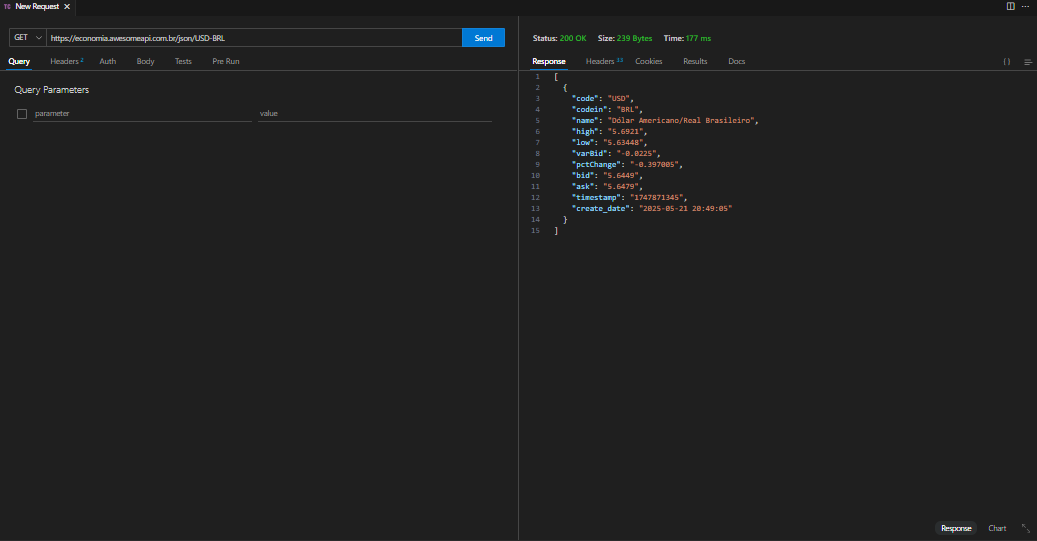 TC New Request ×
GET https://economia.awesomeapi.com.br/json/USD-BRL Send
Query Headers 2 Auth Body Tests Pre Run
Query Parameters
parameter value
Status: 200 OK Size: 239 Bytes Time: 177 ms
Response Headers 13 Cookies Results Docs { }
1 [
2 {
3 "code": "USD",
4 "codein": "BRL",
5 "name": "Dólar Americano/Real Brasileiro",
6 "high": "5.6921",
7 "low": "5.63448",
8 "varBid": "-0.0225",
9 "pctChange": "-0.397005",
10 "bid": "5.6449",
11 "ask": "5.6479",
12 "timestamp": "1747871345",
13 "create_date": "2025-05-21 20:49:05"
14 }
15 ]
Response Chart